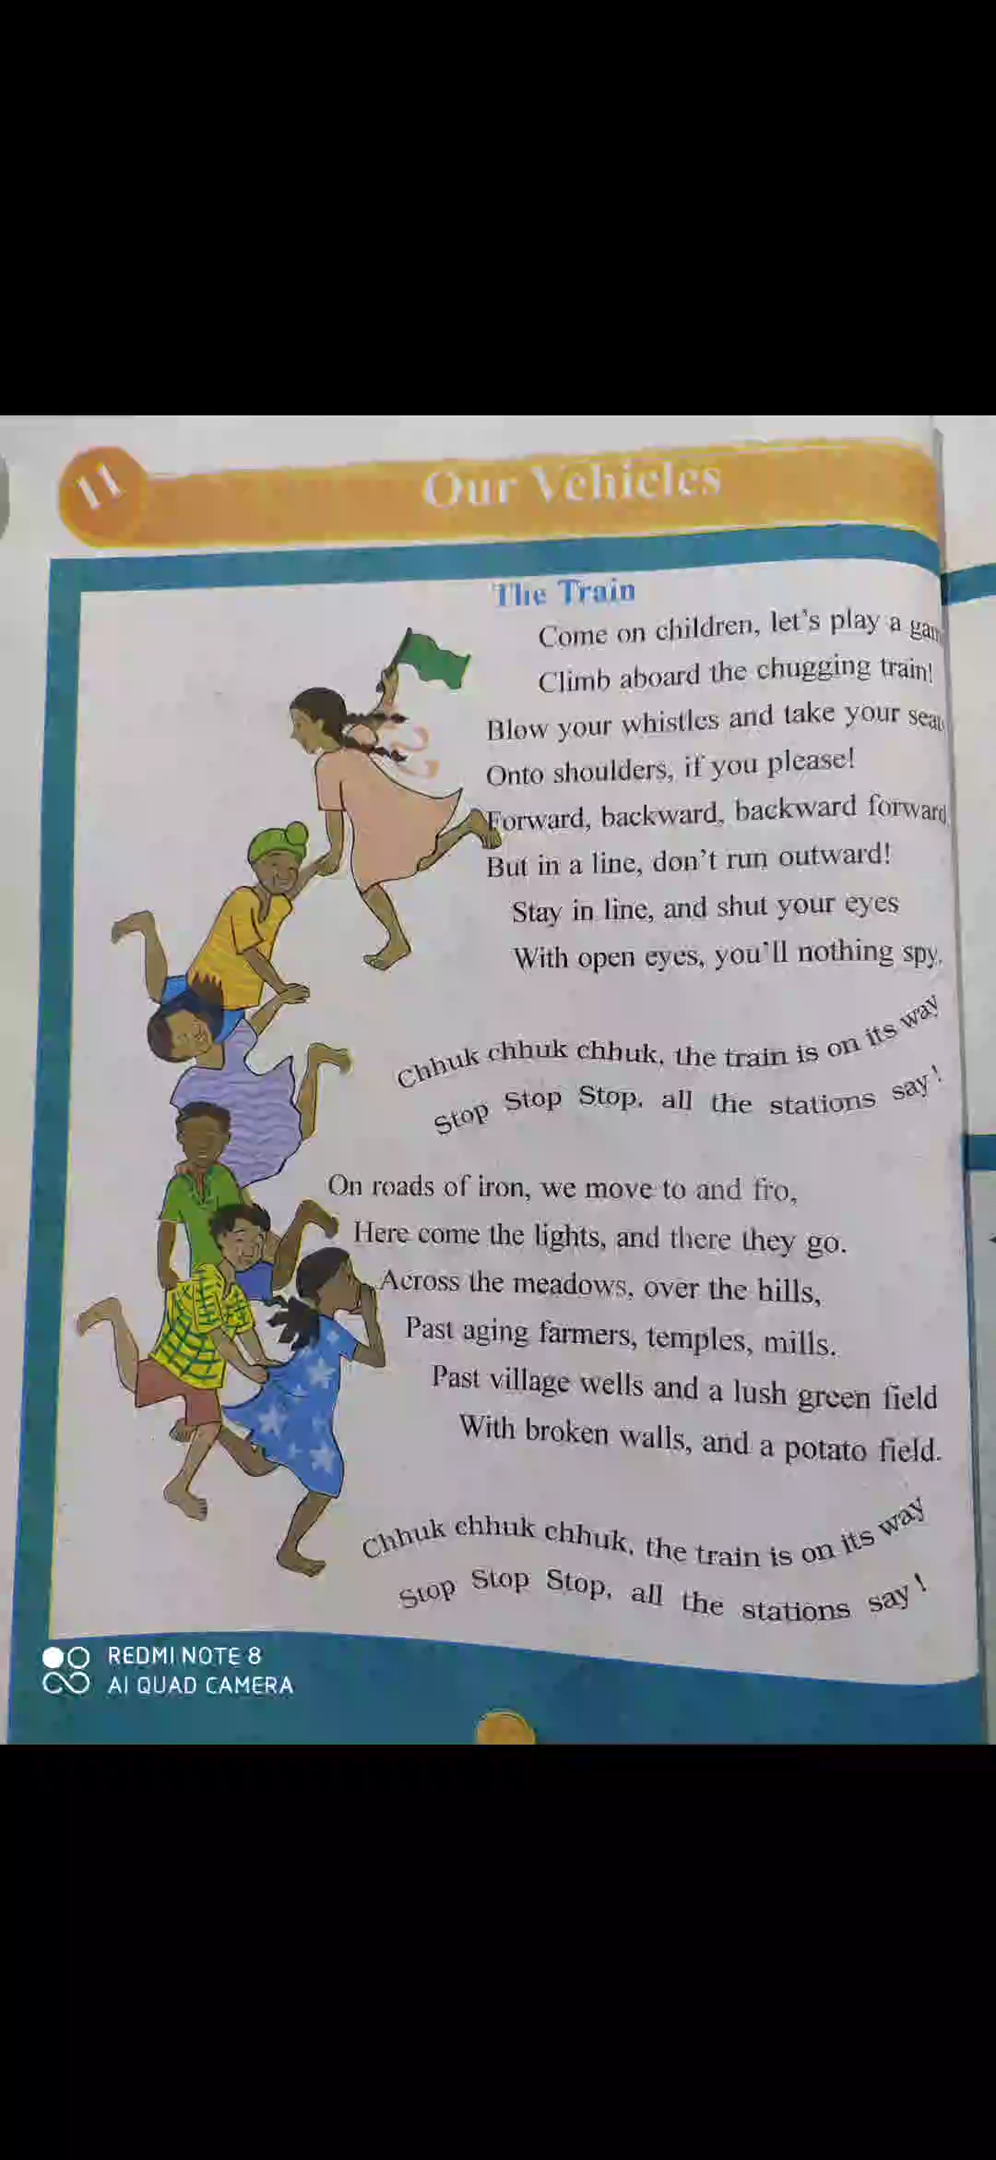 11
Our Vehicles
The Train
Come on children, let's play a
Climb aboard the chugging train!
Blow your whistles and take your
Onto shoulders, if you please!
Forward, backward, backward forward
But in a line, don't run outward!
Stay in line, and shut your eyes
With open eyes, you'll nothing spy.
Chhuk chhuk chhuk, the train is on its way
Stop Stop Stop, all the stations say!
On roads of iron, we move to and fro,
Here come the lights, and there they go.
Across the meadows, over the hills,
Past aging farmers, temples, mills.
Past village wells and a lush green field
With broken walls, and a potato field.
Chhuk chhuk chhuk, the train is on its way
Stop Stop Stop, all the stations say!
REDMI NOTE 8
AI QUAD CAMERA